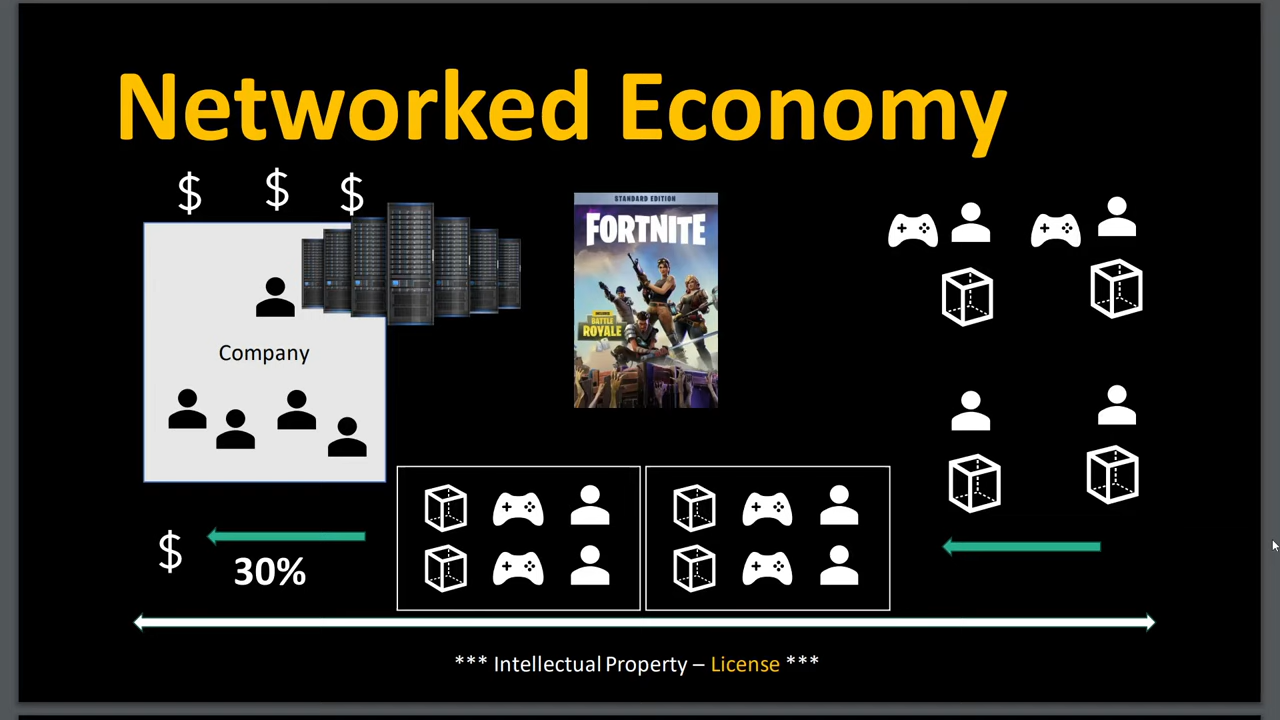 Networked Economy
$ $ $
STANDARD EDITION
FORTNITE
BATTLE
ROYALE
Company
$
30%
*** Intellectual Property – License ***